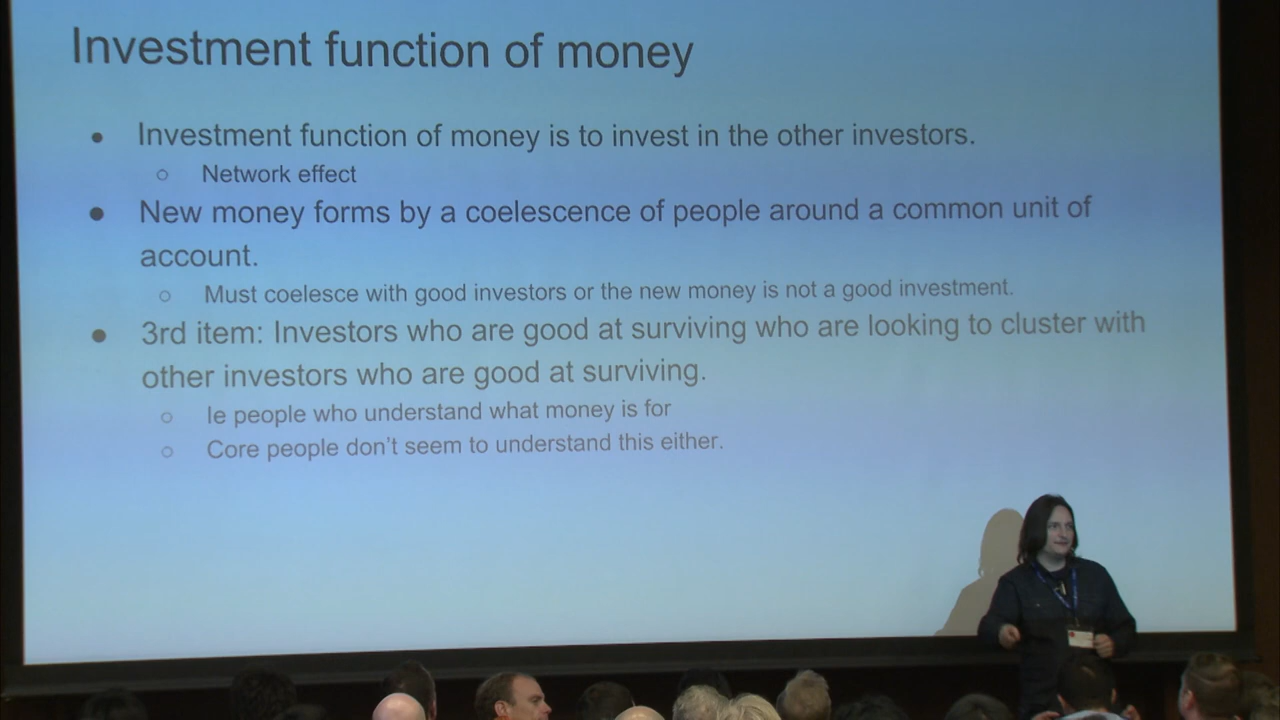 Investment function of money
● Investment function of money is to invest in the other investors.
○ Network effect
● New money forms by a coelescence of people around a common unit of
account.
○ Must coelesce with good investors or the new money is not a good investment.
● 3rd item: Investors who are good at surviving who are looking to cluster with
other investors who are good at surviving.
○ Ie people who understand what money is for
○ Core people don't seem to understand this either.